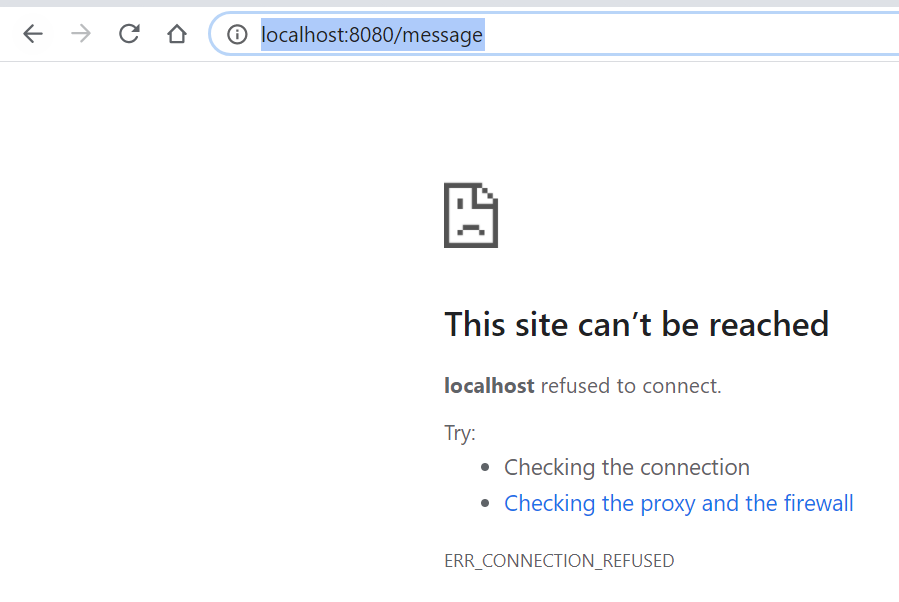 localhost:8080/message
This site can’t be reached
localhost refused to connect.
Try:
Checking the connection
Checking the proxy and the firewall
ERR_CONNECTION_REFUSED